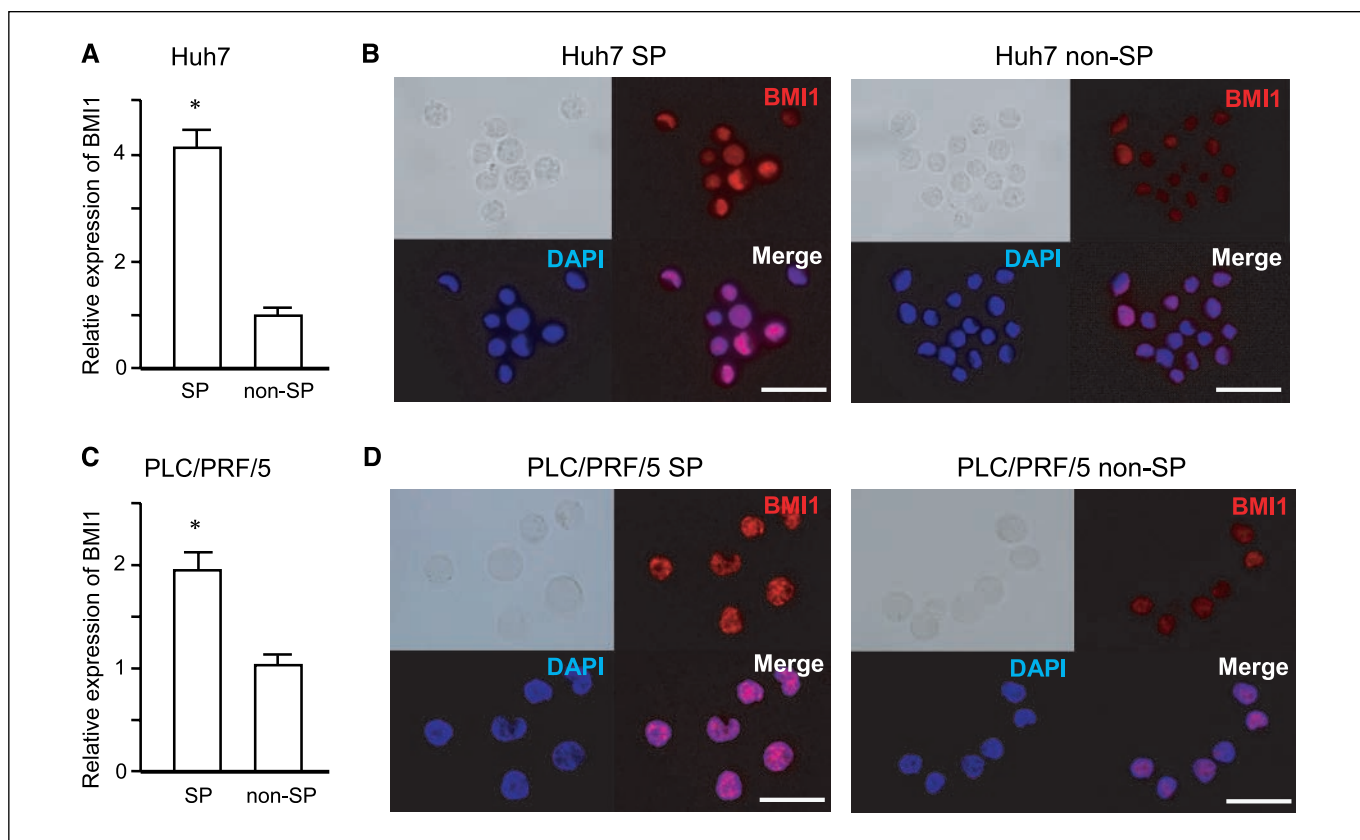 A
Huh7
Relative expression of BMI1
4
2
0
*
SP
non-SP
B
Huh7 SP
BMI1
DAPI
Merge
Huh7 non-SP
BMI1
DAPI
Merge
C
PLC/PRF/5
Relative expression of BMI1
2
1
0
*
SP
non-SP
D
PLC/PRF/5 SP
BMI1
DAPI
Merge
PLC/PRF/5 non-SP
BMI1
DAPI
Merge